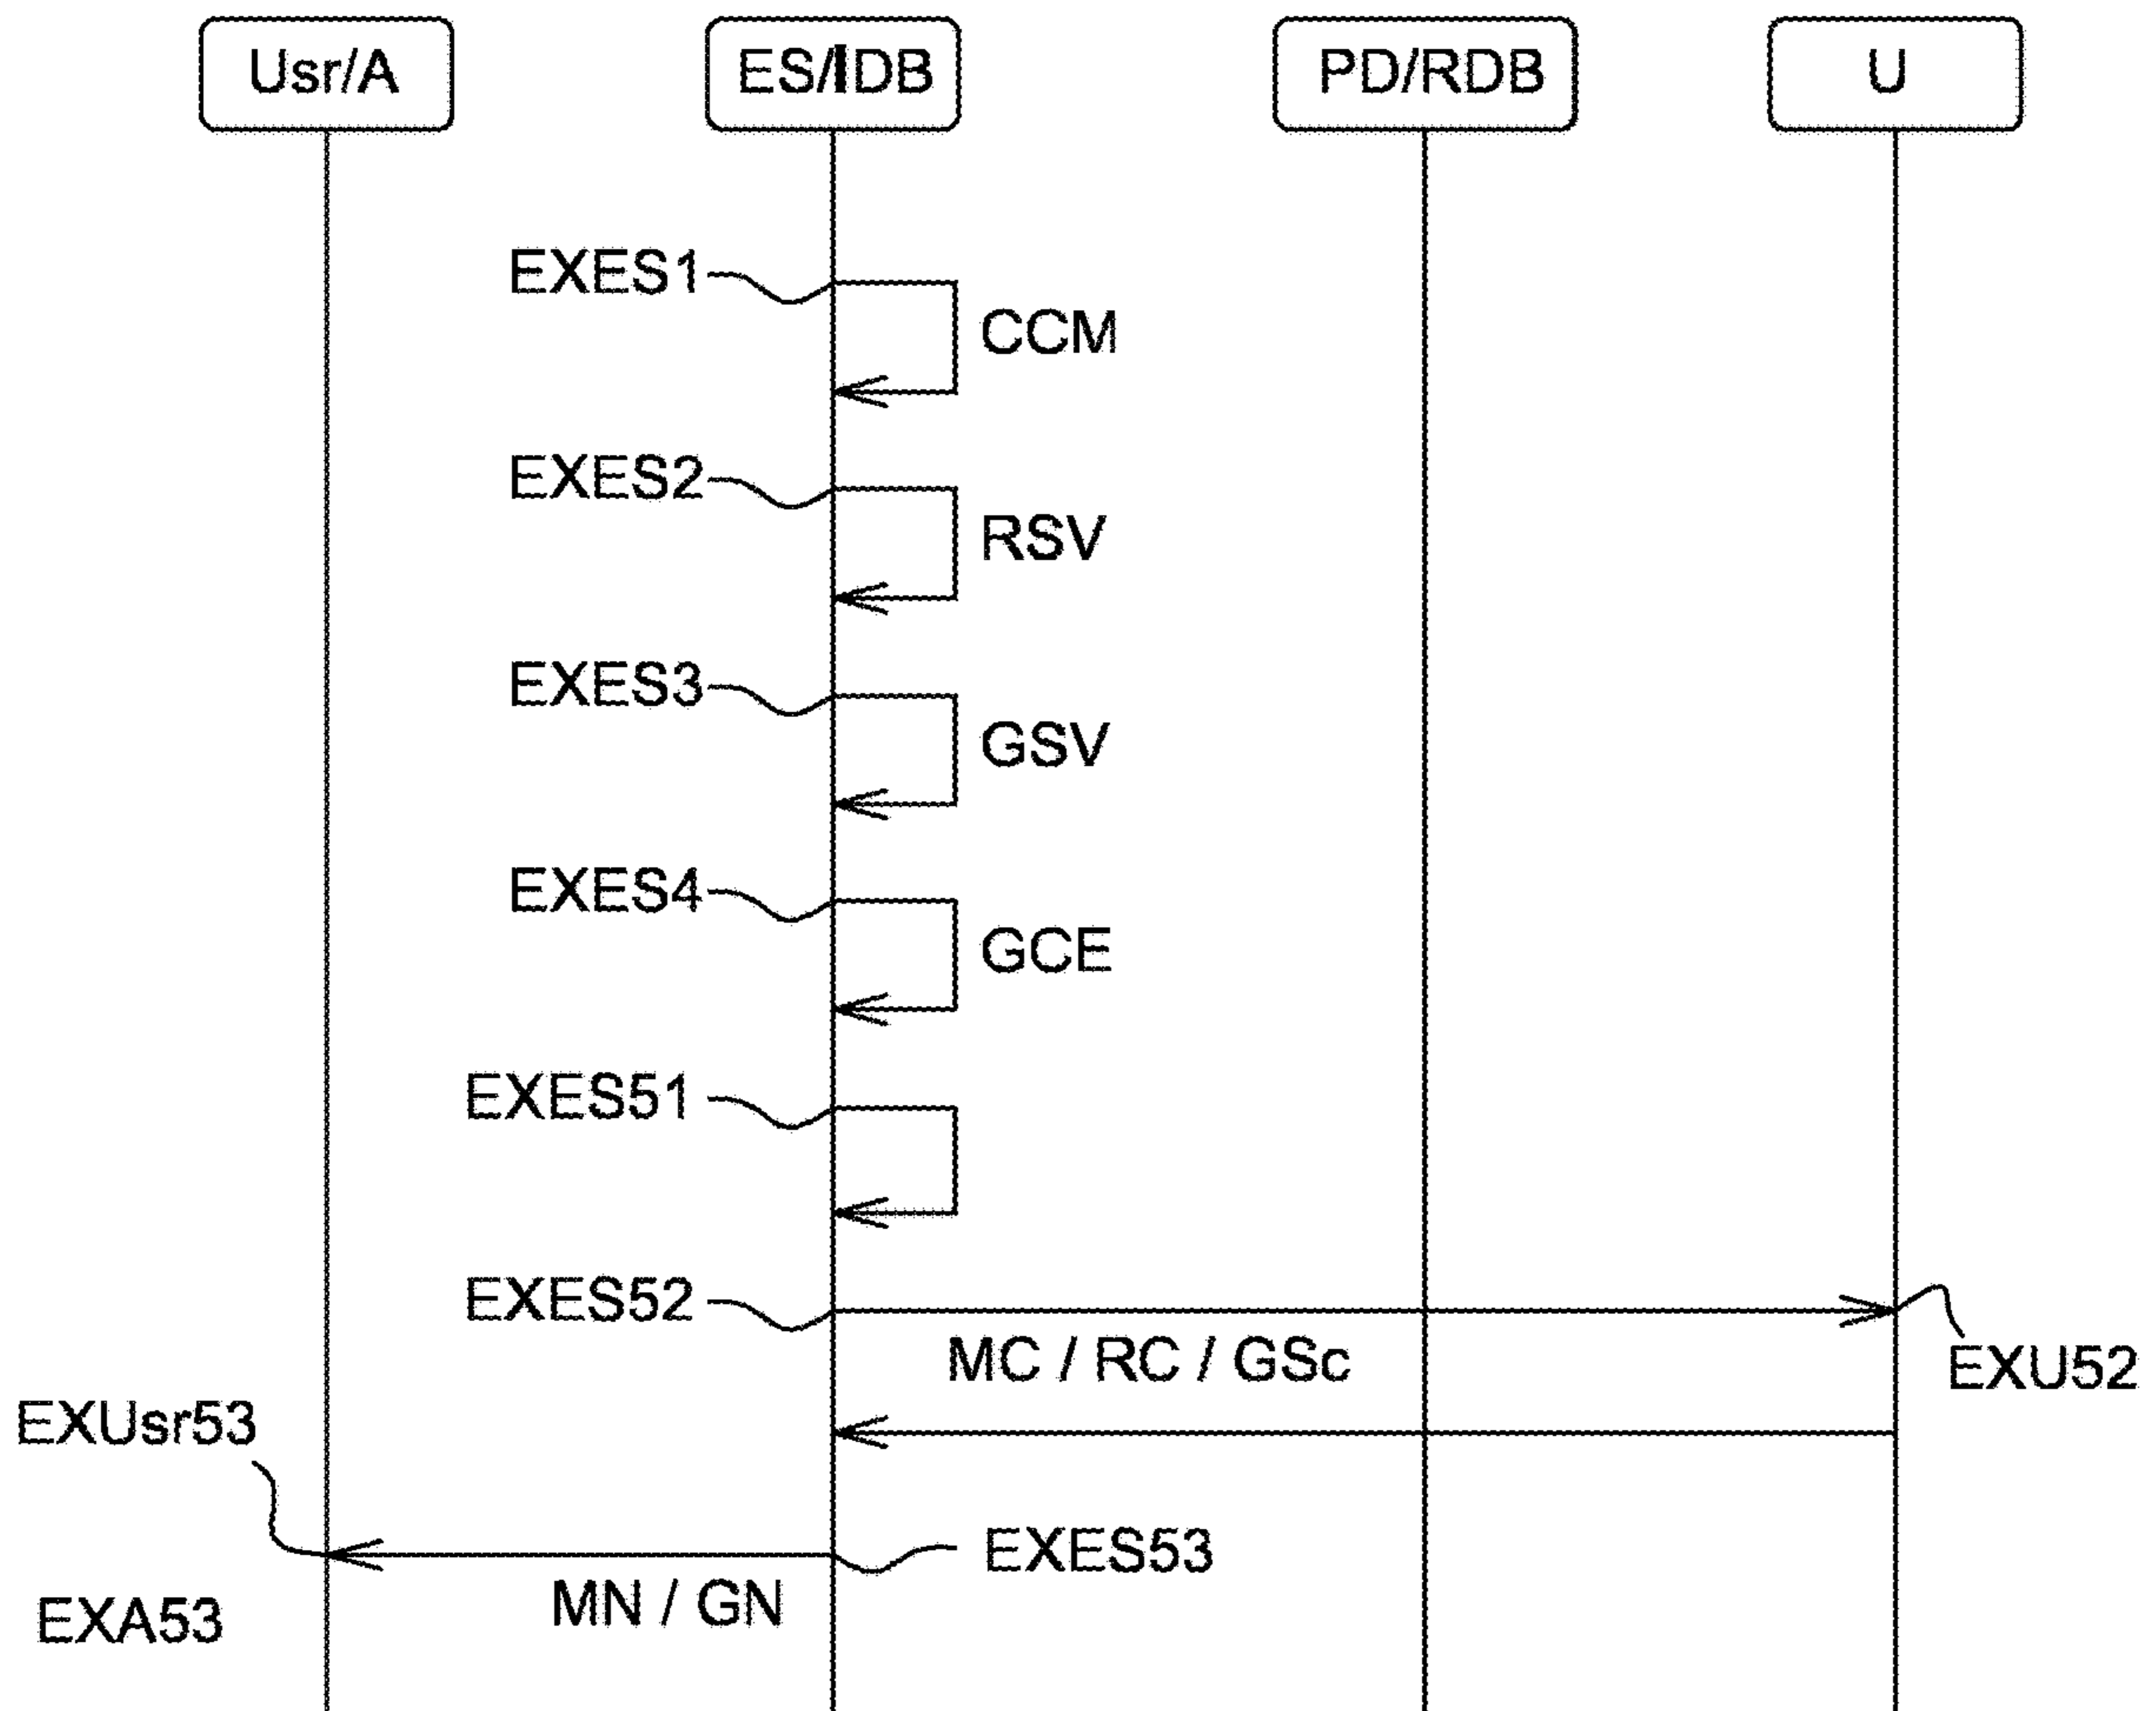 Usr/A
ES/IDB
PD/RDB
U
EXES1
CCM
EXES2
RSV
EXES3
GSV
EXES4
GCE
EXES51
EXES52
MC / RC / GSc
EXU52
EXUsr53
EXES53
MN / GN
EXA53